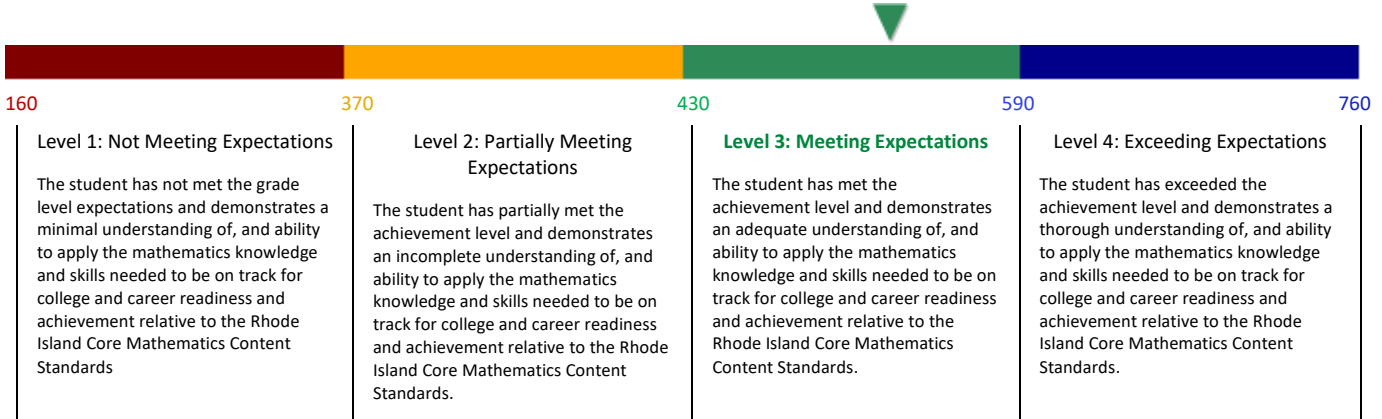 160
370
430
590
760
Level 1: Not Meeting Expectations
The student has not met the grade
level expectations and demonstrates a
minimal understanding of, and ability
to apply the mathematics knowledge
and skills needed to be on track for
college and career readiness and
achievement relative to the Rhode
Island Core Mathematics Content
Standards
Level 2: Partially Meeting
Expectations
The student has partially met the
achievement level and demonstrates
an incomplete understanding of, and
ability to apply the mathematics
knowledge and skills needed to be on
track for college and career readiness
and achievement relative to the Rhode
Island Core Mathematics Content
Standards.
Level 3: Meeting Expectations
The student has met the
achievement level and demonstrates
an adequate understanding of, and
ability to apply the mathematics
knowledge and skills needed to be on
track for college and career readiness
and achievement relative to the
Rhode Island Core Mathematics
Content Standards.
Level 4: Exceeding Expectations
The student has exceeded the
achievement level and demonstrates a
thorough understanding of, and ability
to apply the mathematics knowledge
and skills needed to be on track for
college and career readiness and
achievement relative to the Rhode
Island Core Mathematics Content
Standards.